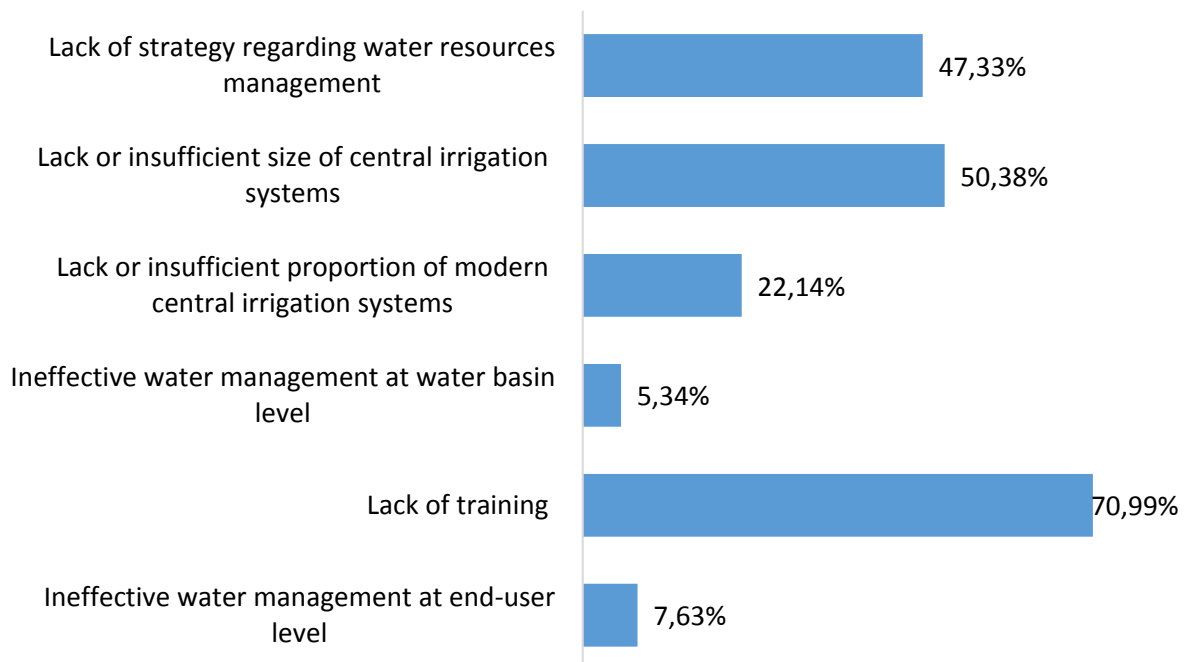 Lack of strategy regarding water resources
management
47,33%
Lack or insufficient size of central irrigation
systems
50,38%
Lack or insufficient proportion of modern
central irrigation systems
22,14%
Ineffective water management at water basin
level
5,34%
Lack of training
70,99%
Ineffective water management at end-user
level
7,63%